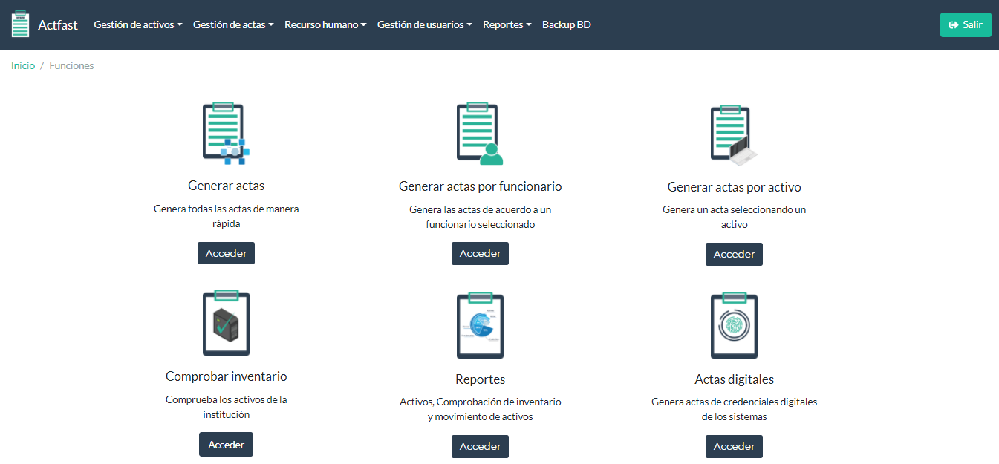 Actfast Gestión de activos Gestión de actas Recurso humano Gestión de usuarios Reportes Backup BD Salir
Inicio / Funciones
Generar actas
Genera todas las actas de manera
rápida
Acceder
Generar actas por funcionario
Genera las actas de acuerdo a un
funcionario seleccionado
Acceder
Generar actas por activo
Genera un acta seleccionando un
activo
Acceder
Comprobar inventario
Comprueba los activos de la
institución
Acceder
Reportes
Activos, Comprobación de inventario
y movimiento de activos
Acceder
Actas digitales
Genera actas de credenciales digitales
de los sistemas
Acceder